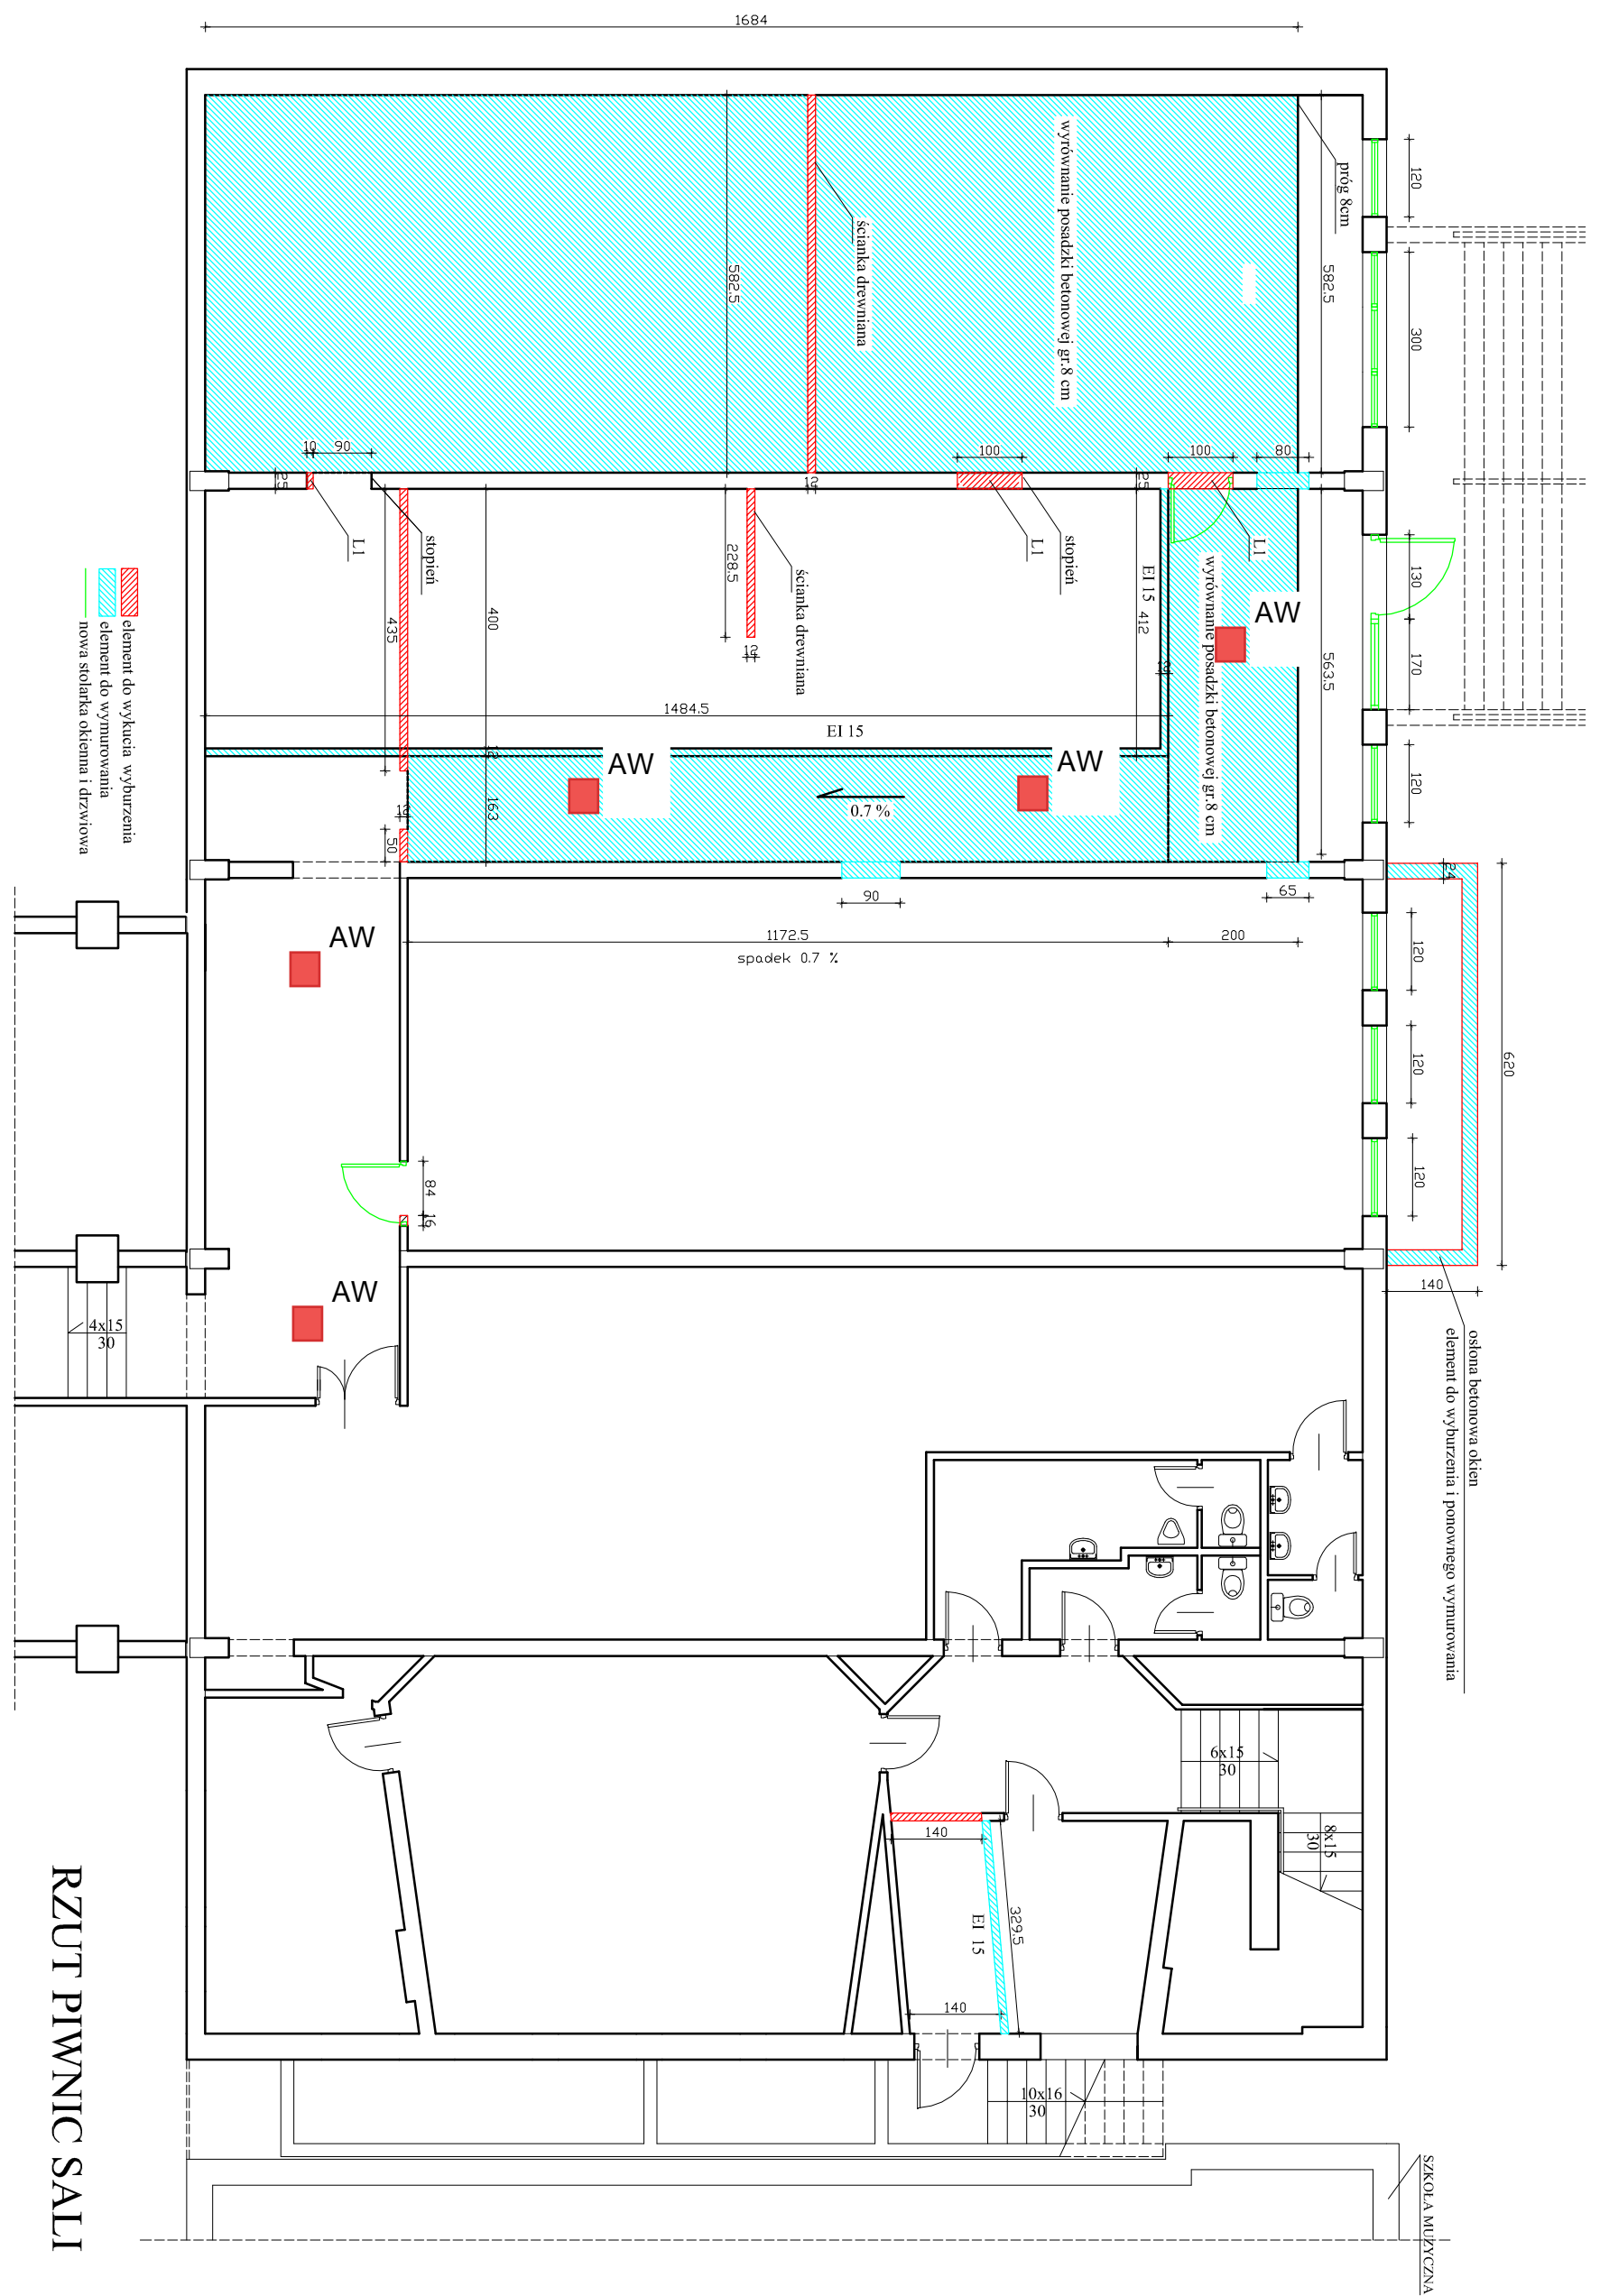 1684
próg 8cm
120
300
wyrównanie posadzki betonowej gr.8 cm
ścianka drewniana
582.5
582.5
10
90
100
100
80
25
12
25
L1
stopień
L1
stopień
L1
130
170
120
435
400
228.5
12
ścianka drewniana
EI 15
412
12
wyrównanie posadzki betonowej gr.8 cm
AW
563.5
1484.5
EI 15
12
163
AW
AW
0.7 %
12
50
90
65
24
620
element do wykucia wyburzenia
element do wymurowania
nowa stolarka okienna i drzwiowa
AW
1172.5
200
spadek 0.7 %
120
120
120
84
16
140
AW
4x15
30
osłona betonowa okien
element do wyburzenia i ponownego wymurowania
6x15
30
8x15
30
140
329.5
EI 15
140
10x16
30
RZUT PIWNIC SALI
SZKOŁA MUZYCZNA